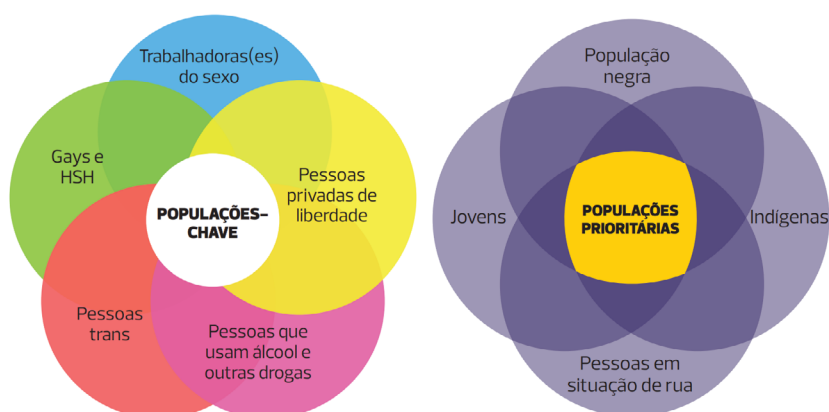 Trabalhadoras(es)
do sexo
Gays e
HSH
Pessoas
privadas de
liberdade
POPULAÇÕES-
CHAVE
Pessoas
trans
Pessoas que
usam álcool e
outras drogas
População
negra
Jovens
POPULAÇÕES
PRIORITÁRIAS
Indígenas
Pessoas em
situação de rua